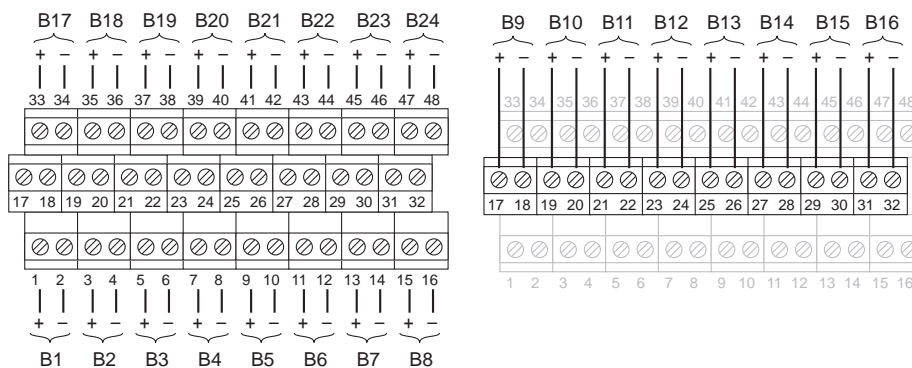 B17 B18 B19 B20 B21 B22 B23 B24
+ − + − + − + − + − + − + − + −
33 34 35 36 37 38 39 40 41 42 43 44 45 46 47 48
17 18 19 20 21 22 23 24 25 26 27 28 29 30 31 32
1 2 3 4 5 6 7 8 9 10 11 12 13 14 15 16
+ − + − + − + − + − + − + − + −
B1 B2 B3 B4 B5 B6 B7 B8
B9 B10 B11 B12 B13 B14 B15 B16
+ − + − + − + − + − + − + − + −
33 34 35 36 37 38 39 40 41 42 43 44 45 46 47 48
17 18 19 20 21 22 23 24 25 26 27 28 29 30 31 32
1 2 3 4 5 6 7 8 9 10 11 12 13 14 15 16